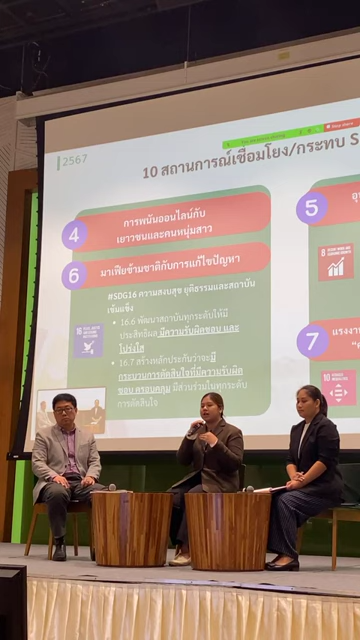 2567
10 สถานการณ์เชื่อมโยง/กระทบ S
Stop share
4
การพนันออนไลน์กับ
เยาวชนและคนหนุ่มสาว
6
มาเฟียข้ามชาติกับการแก้ไขปัญหา
#SDG16 ความสงบสุข ยุติธรรมและสถาบัน
เข้มแข็ง
16
• 16.6 พัฒนาสถาบันทุกระดับให้มี
ประสิทธิผล มีความรับผิดชอบ และ
โปร่งใส
• 16.7 สร้างหลักประกันว่าจะมี
กระบวนการตัดสินใจที่มีความรับผิด
ชอบ ครอบคลุม มีส่วนร่วมในทุกระดับ
การตัดสินใจ
5
8
7
แรงงา
10